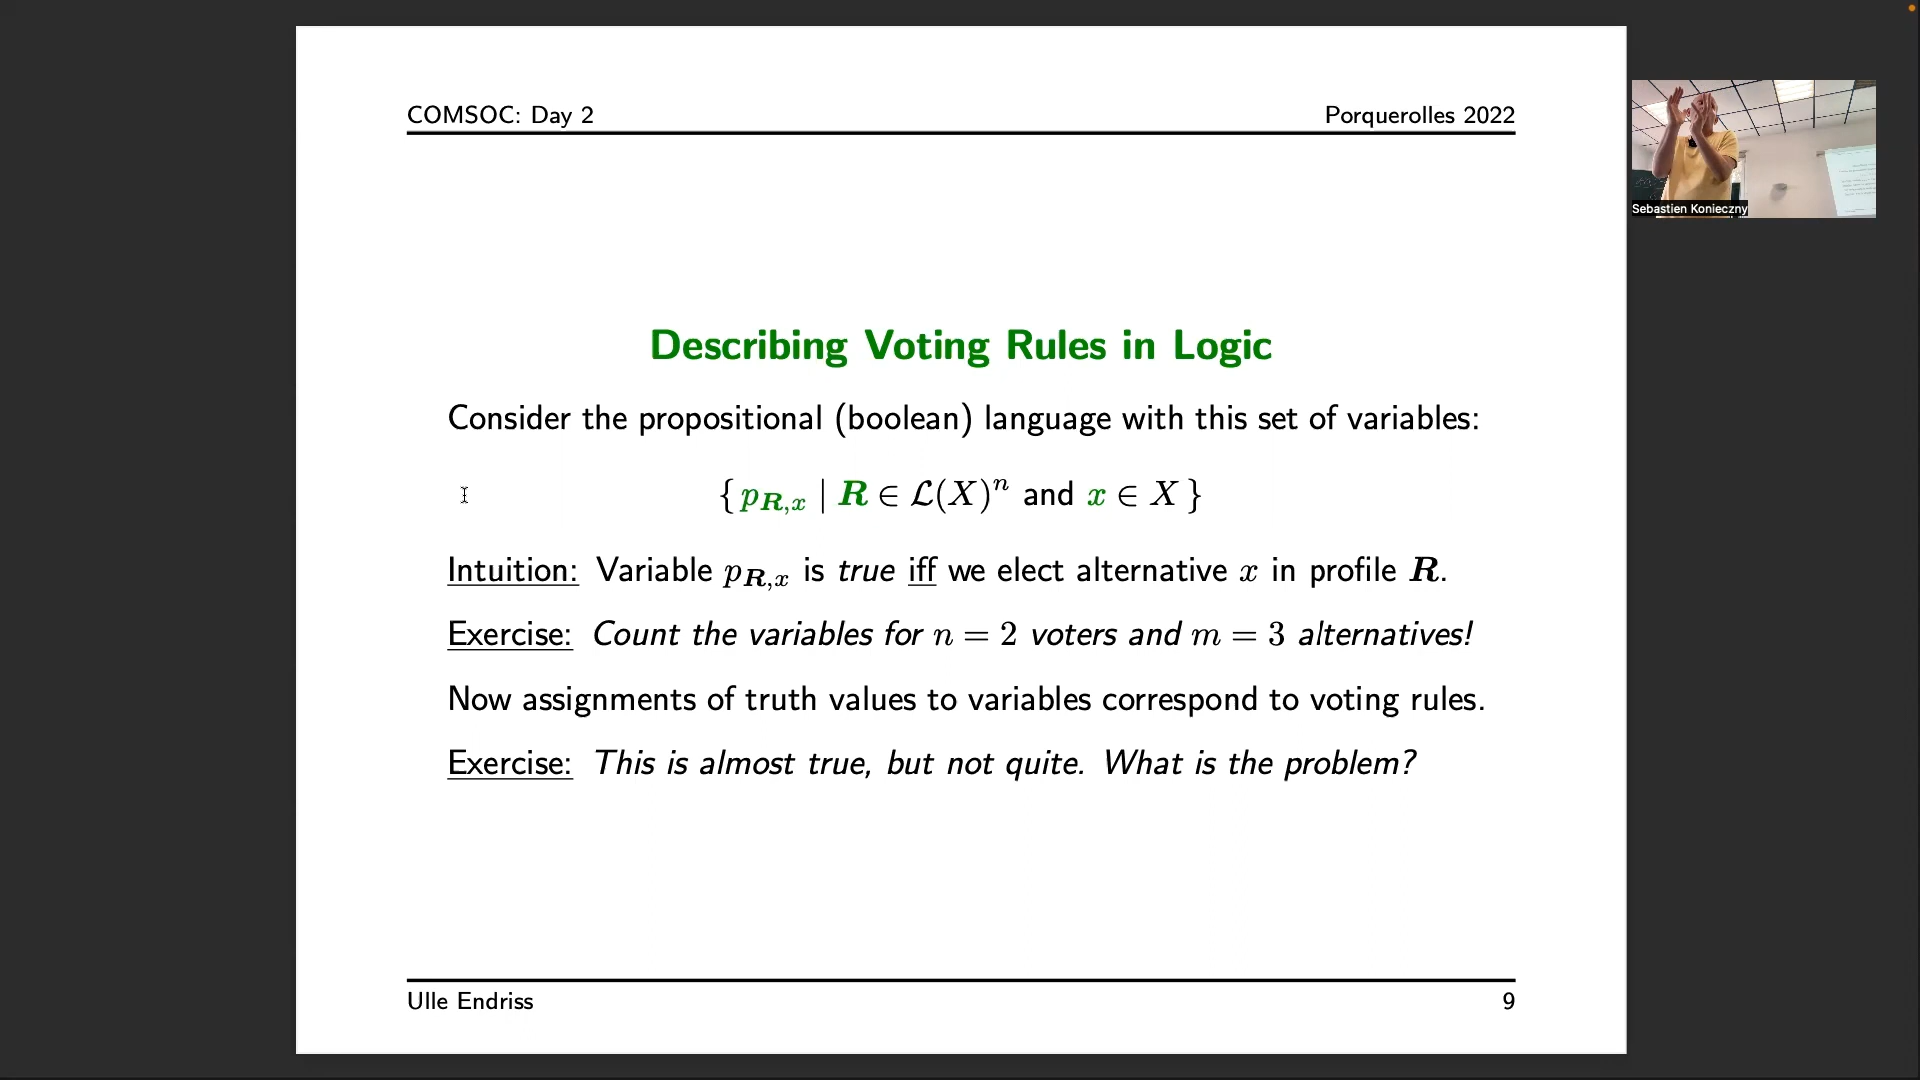 COMSOC: Day 2
Porquerolles 2022
Sebastien Konieczny
Describing Voting Rules in Logic
Consider the propositional (boolean) language with this set of variables:
{ p_{R,x} | R ∈ ℒ(X)^n and x ∈ X }
Intuition: Variable p_{R,x} is true iff we elect alternative x in profile R.
Exercise: Count the variables for n = 2 voters and m = 3 alternatives!
Now assignments of truth values to variables correspond to voting rules.
Exercise: This is almost true, but not quite. What is the problem?
Ulle Endriss
9